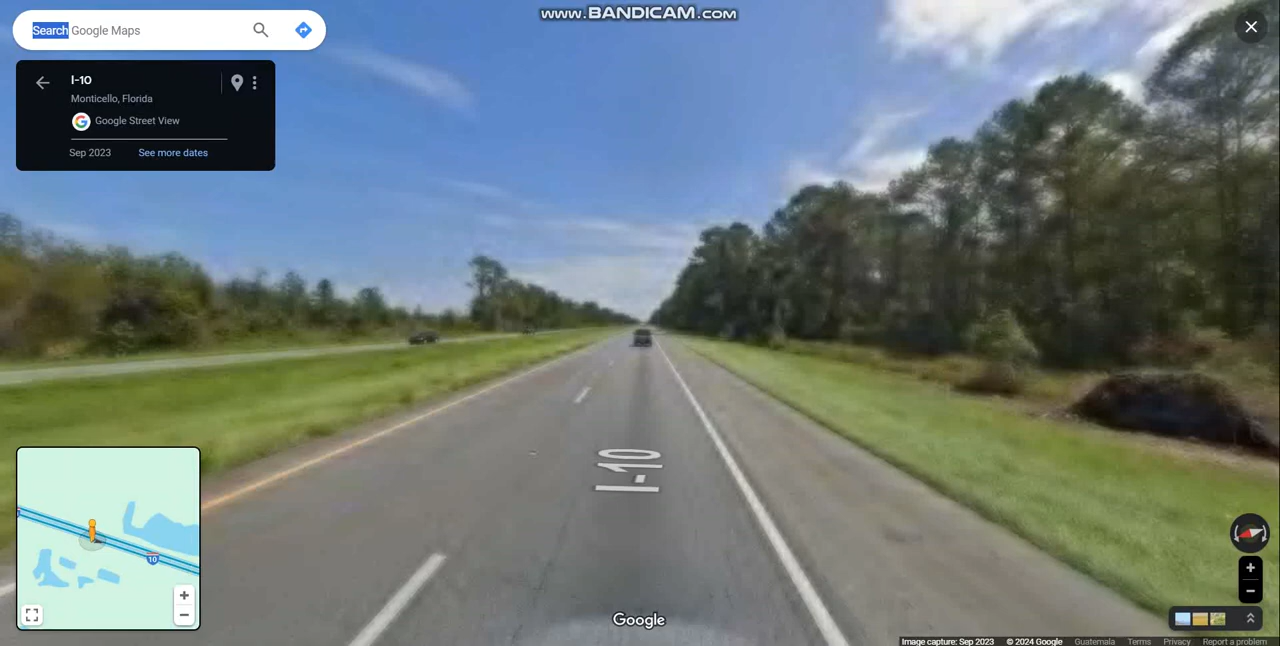 www.BANDICAM.com
Search Google Maps
I-10
Monticello, Florida
Google Street View
Sep 2023 See more dates
I-10
10
Google
Image capture: Sep 2023 © 2024 Google Guatemala Terms Privacy Report a problem